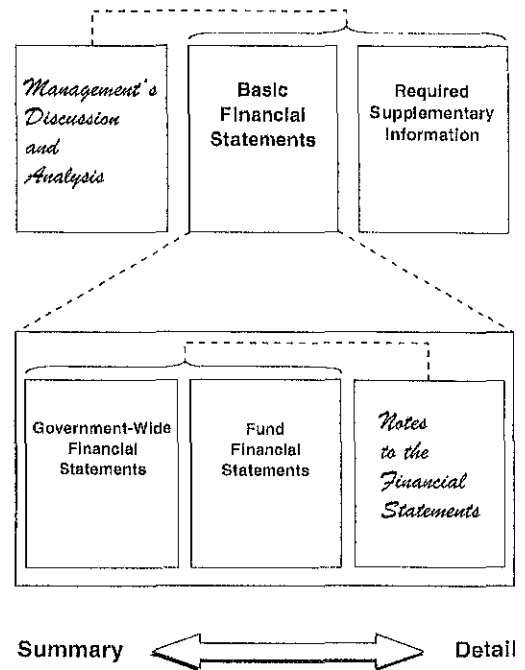 Management's
Discussion
and
Analysis
Basic
Financial
Statements
Required
Supplementary
Information
Government-Wide
Financial
Statements
Fund
Financial
Statements
Notes
to the
Financial
Statements
Summary
Detail